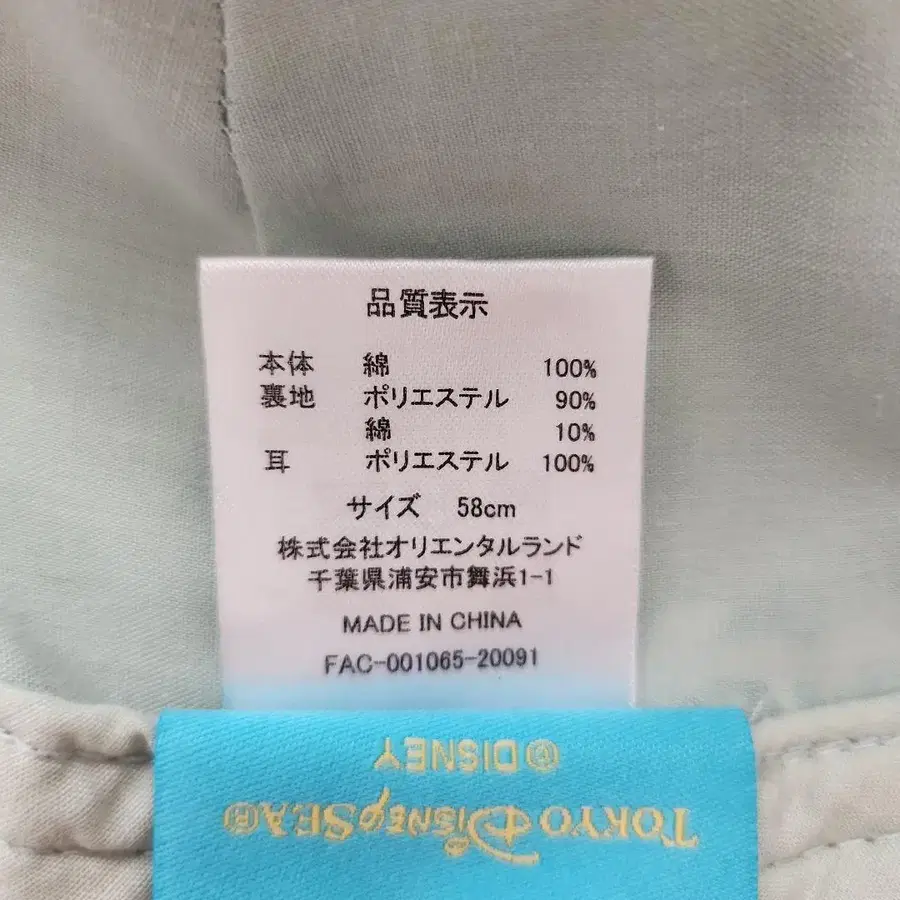 品質表示
本体 綿 100%
裏地 ポリエステル 90%
綿 10%
耳 ポリエステル 100%
サイズ 58cm
株式会社オリエンタルランド
千葉県浦安市舞浜1-1
MADE IN CHINA
FAC-001065-20091
TOKYO DISNEYSEA®
© DISNEY